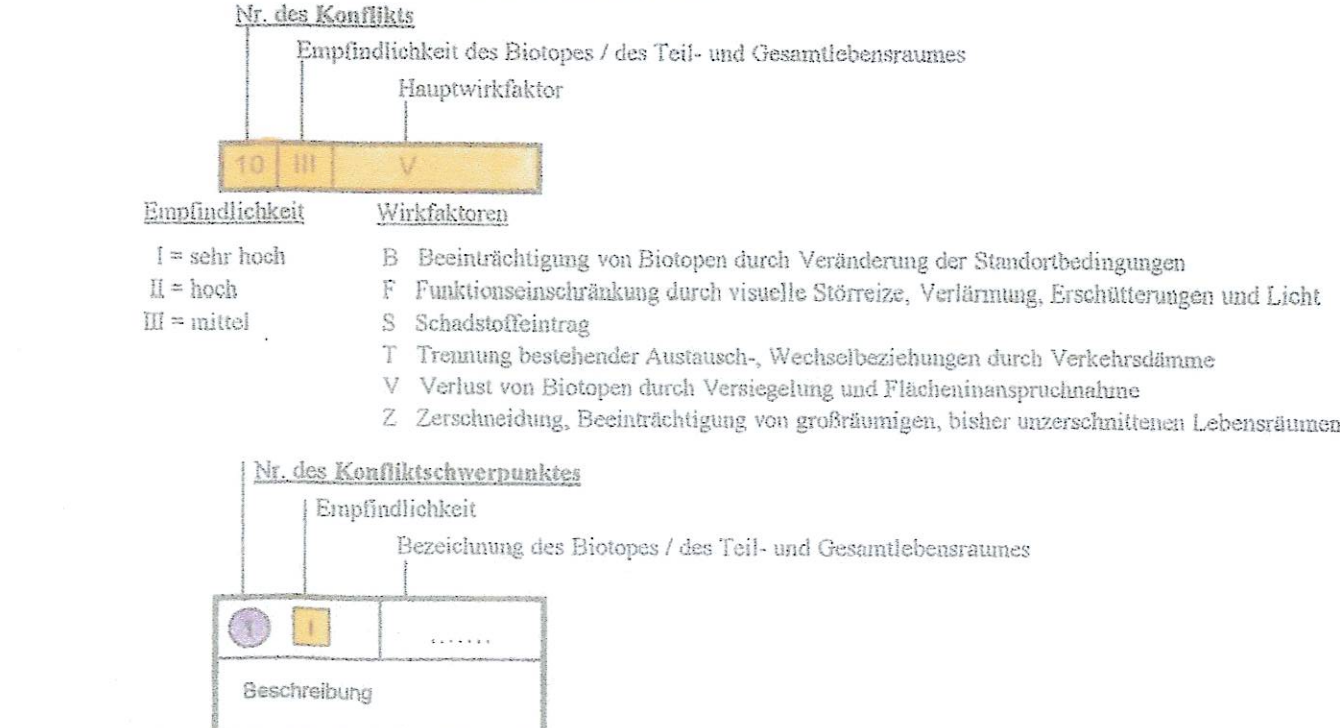 Nr. des Konflikts
Empfindlichkeit des Biotopes / des Teil- und Gesamtlebensraumes
Hauptwirkfaktor
10 III V
Empfindlichkeit Wirkfaktoren
I = sehr hoch B Beeinträchtigung von Biotopen durch Veränderung der Standortbedingungen
II = hoch F Funktionseinschränkung durch visuelle Störreize, Verlärmung, Erschütterungen und Licht
III = mittel S Schadstoffeintrag
T Trennung bestehender Austausch-, Wechselbeziehungen durch Verkehrsdämme
V Verlust von Biotopen durch Versiegelung und Flächeninanspruchnahme
Z Zerschneidung, Beeinträchtigung von großräumigen, bisher unzerschnittenen Lebensräumen
Nr. des Konfliktschwerpunktes
Empfindlichkeit
Bezeichnung des Biotopes / des Teil- und Gesamtlebensraumes
1 I .......
Beschreibung